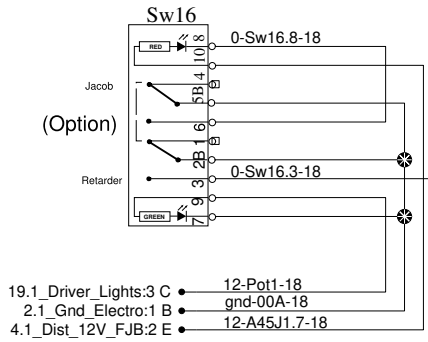 Sw16
8
0-Sw16.8-18
RED
10
4
Jacob
5B
(Option)
6
1
2B
0-Sw16.3-18
Retarder
3
9
GREEN
7
19.1_Driver_Lights:3 C
12-Pot1-18
2.1_Gnd_Electro:1 B
gnd-00A-18
4.1_Dist_12V_FJB:2 E
12-A45J1.7-18